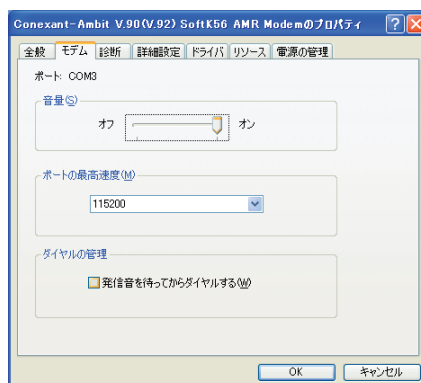 Conexant-Ambit V.90(V.92) SoftK56 AMR Modemのプロパティ
全般 モデム 診断 詳細設定 ドライバ リソース 電源の管理
ポート: COM3
音量(S)
オフ オン
ポートの最高速度(M)
115200
ダイヤルの管理
発信音を待ってからダイヤルする(W)
OK キャンセル